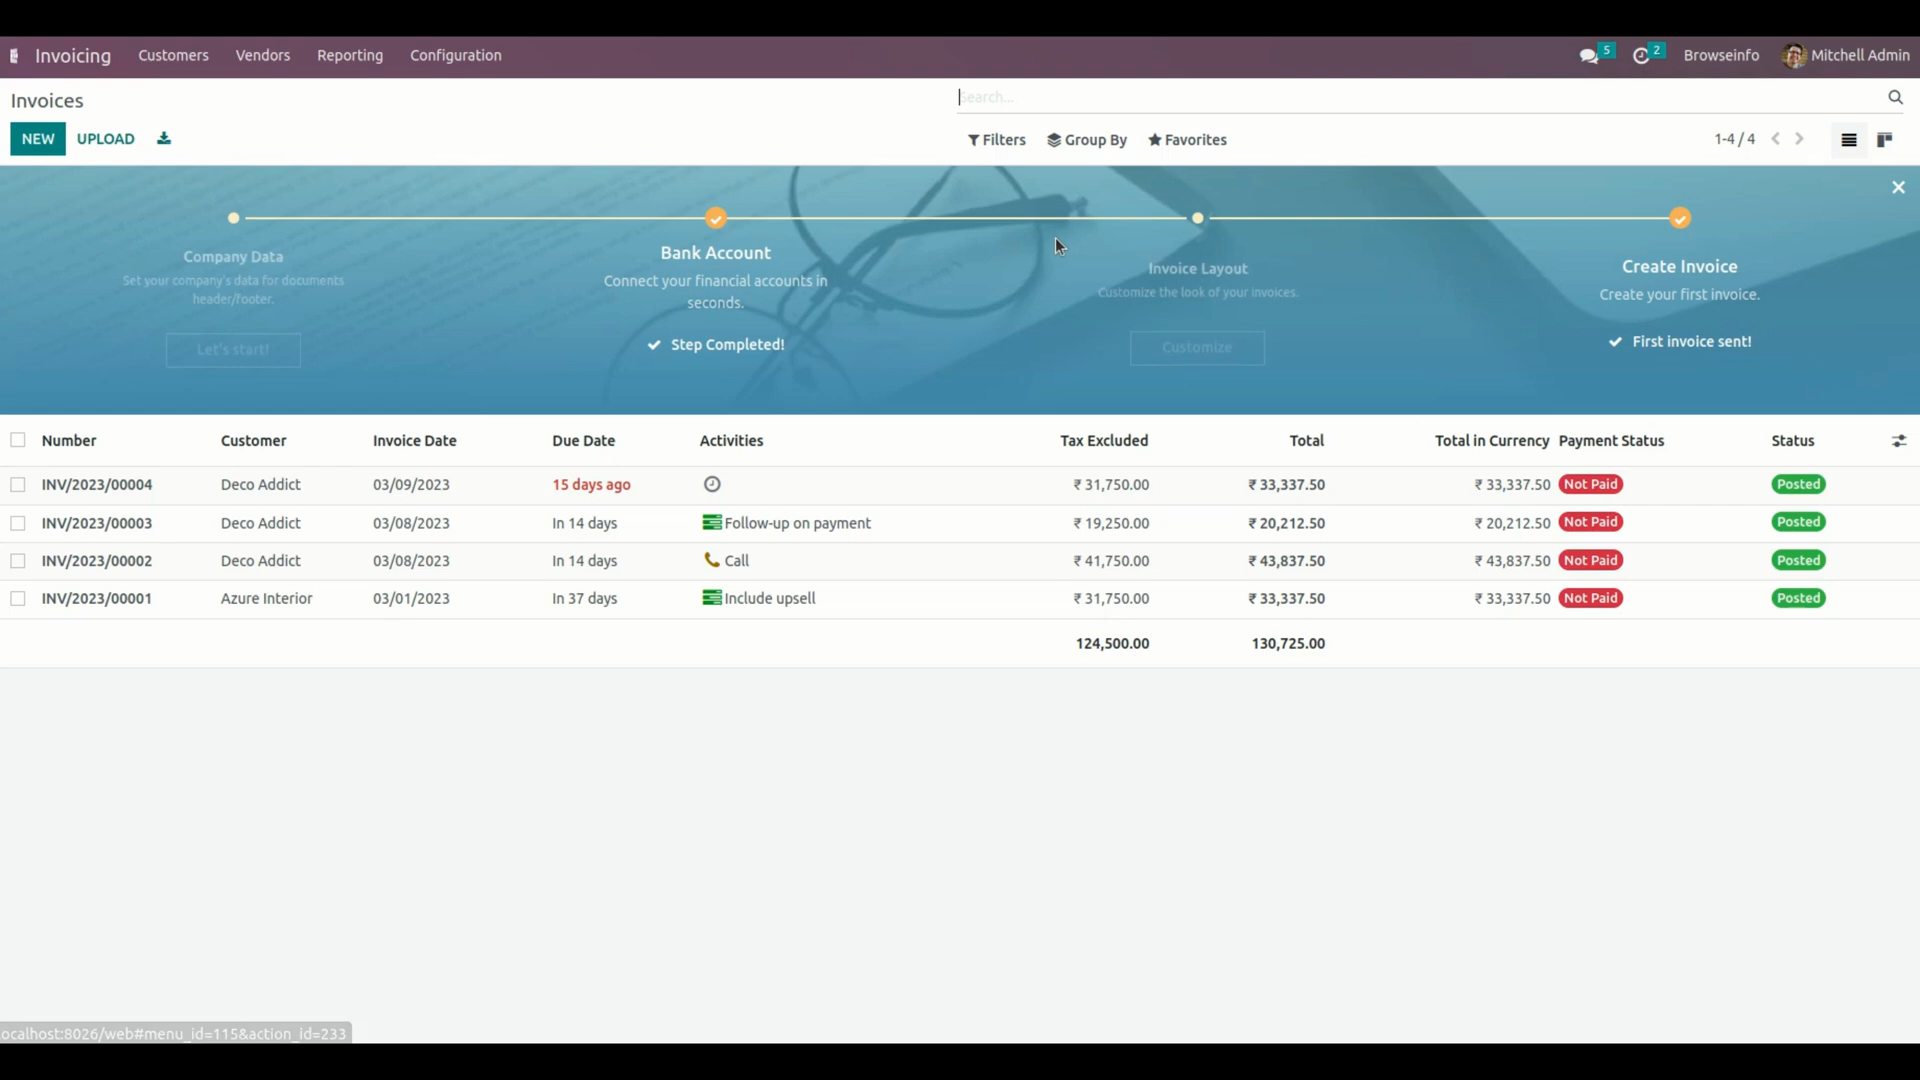 Invoicing Customers Vendors Reporting Configuration 5 2 Browseinfo Mitchell Admin
Invoices
Search...
NEW UPLOAD
Filters Group By Favorites
1-4 / 4
Company Data
Set your company's data for documents
header/footer.
Let's start!
Bank Account
Connect your financial accounts in
seconds.
Step Completed!
Invoice Layout
Customize the look of your invoices.
Customize
Create Invoice
Create your first invoice.
First invoice sent!
Number Customer Invoice Date Due Date Activities Tax Excluded Total Total in Currency Payment Status Status
INV/2023/00004 Deco Addict 03/09/2023 15 days ago ₹ 31,750.00 ₹ 33,337.50 ₹ 33,337.50 Not Paid Posted
INV/2023/00003 Deco Addict 03/08/2023 In 14 days Follow-up on payment ₹ 19,250.00 ₹ 20,212.50 ₹ 20,212.50 Not Paid Posted
INV/2023/00002 Deco Addict 03/08/2023 In 14 days Call ₹ 41,750.00 ₹ 43,837.50 ₹ 43,837.50 Not Paid Posted
INV/2023/00001 Azure Interior 03/01/2023 In 37 days Include upsell ₹ 31,750.00 ₹ 33,337.50 ₹ 33,337.50 Not Paid Posted
124,500.00 130,725.00
ocalhost:8026/web#menu_id=115&action_id=233